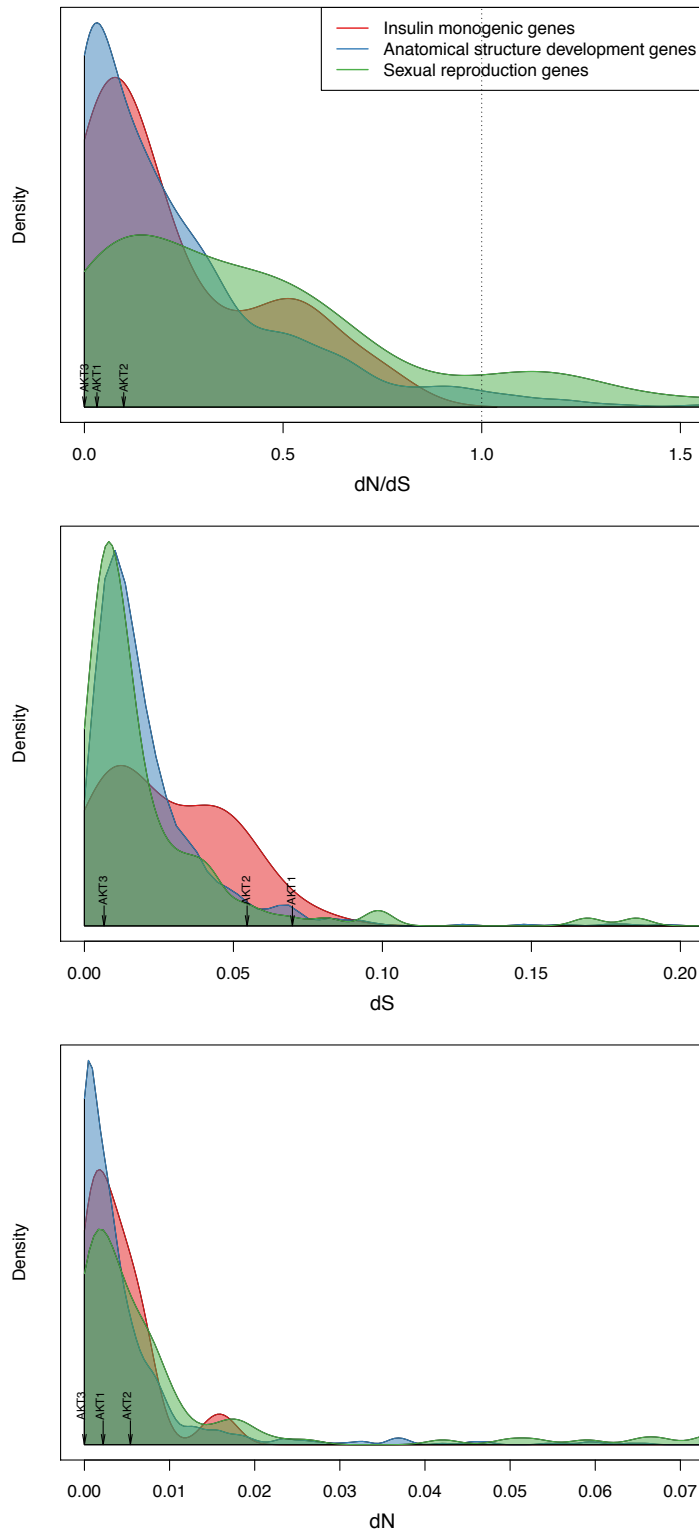 Insulin monogenic genes
Anatomical structure development genes
Sexual reproduction genes
Density
AKT3
AKT1
AKT2
0.0 0.5 1.0 1.5
dN/dS
Density
AKT3
AKT2
AKT1
0.00 0.05 0.10 0.15 0.20
dS
Density
AKT3
AKT1
AKT2
0.00 0.01 0.02 0.03 0.04 0.05 0.06 0.07
dN